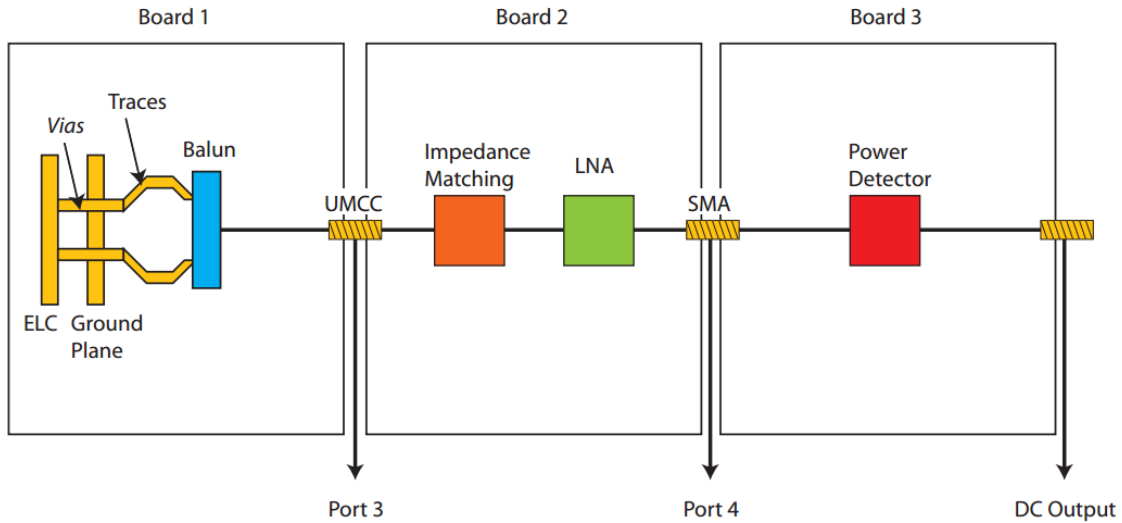 Board 1
Board 2
Board 3
Traces
Vias
Balun
Impedance
Matching
LNA
Power
Detector
UMCC
SMA
ELC
Ground
Plane
Port 3
Port 4
DC Output